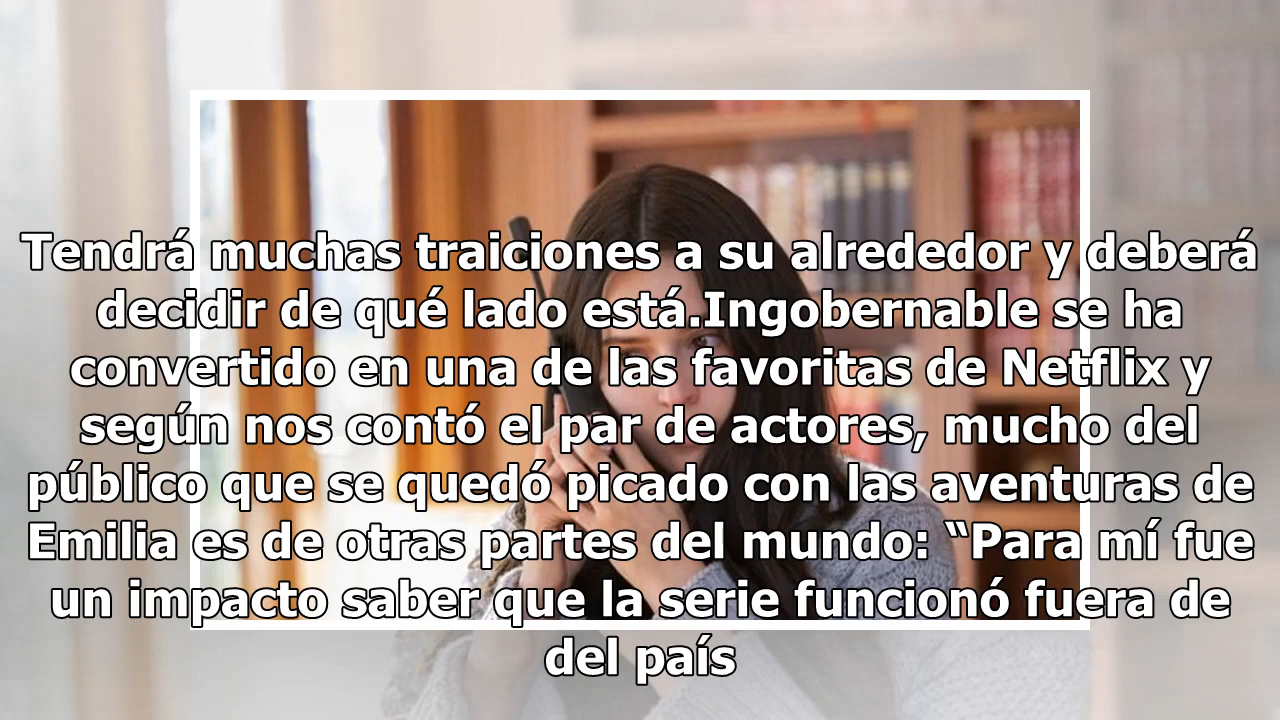 Tendrá muchas traiciones a su alrededor y deberá
decidir de qué lado está.Ingobernable se ha
convertido en una de las favoritas de Netflix y
según nos contó el par de actores, mucho del
público que se quedó picado con las aventuras de
Emilia es de otras partes del mundo: “Para mí fue
un impacto saber que la serie funcionó fuera de
del país